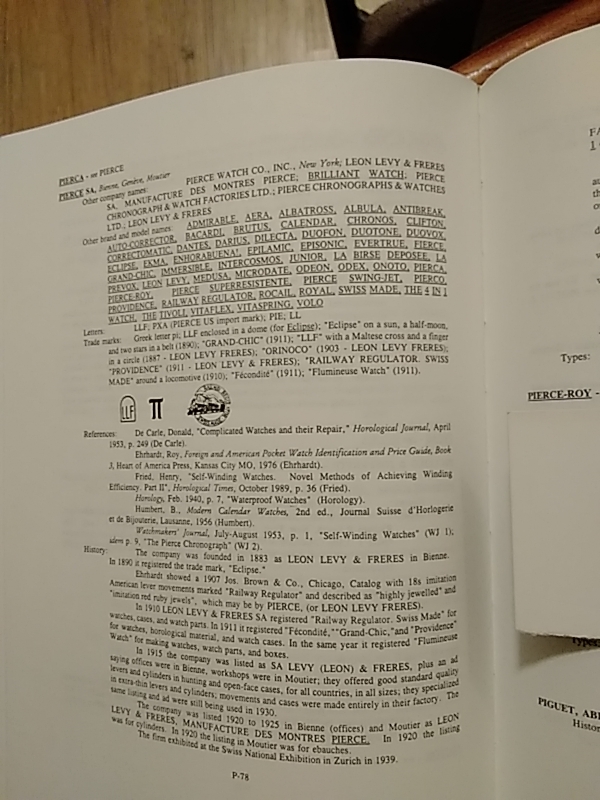 PIERCA - see PIERCE
PIERCE SA, Bienne, Genève, Moutier
Other company names: PIERCE WATCH CO., INC., New York; LEON LEVY & FRERES
SA, MANUFACTURE DES MONTRES PIERCE; BRILLIANT WATCH; PIERCE
CHRONOGRAPH & WATCH FACTORIES LTD.; PIERCE CHRONOGRAPHS & WATCHES
LTD.; LEON LEVY & FRERES
Other brand and model names: ADMIRABLE, AERA, ALBATROSS, ALBULA, ANTIBREAK,
AUTO-CORRECTOR, BACARDI, BRUTUS, CALENDAR, CHRONOS, CLIFTON,
CORRECTOMATIC, DANTES, DARIUS, DILECTA, DUOFON, DUOTONE, DUOVOX,
ECLIPSE, EKMA, ENHORABUENA!, EPILAMIC, EPISONIC, EVERTRUE, FIERCE,
GRAND-CHIC, IMMERSIBLE, INTERCOSMOS, JUNIOR, LA BIRSE DEPOSEE, LA
PREVOX, LEON LEVY, MEDUSA, MICRODATE, ODEON, ODEX, ONOTO, PIERCA,
PIERCE-ROY, PIERCE SUPERRESISTENTE, PIERCE SWING-JET, PIERCO,
PROVIDENCE, RAILWAY REGULATOR, ROCAIL, ROYAL, SWISS MADE, THE 4 IN 1
WATCH, THE TIVOLI, VITAFLEX, VITASPRING, VOLO
Letters: LLF; PXA (PIERCE US import mark); PIE; LL
Trade marks: Greek letter pi; LLF enclosed in a dome (for Eclipse); "Eclipse" on a sun, a half-moon,
and two stars in a belt (1890); "GRAND-CHIC" (1911); "LLF" with a Maltese cross and a finger
in a circle (1887 - LEON LEVY FRERES); "ORINOCO" (1903 - LEON LEVY FRERES);
"PROVIDENCE" (1911 - LEON LEVY & FRERES); "RAILWAY REGULATOR. SWISS
MADE" around a locomotive (1910); "Fécondité" (1911); "Flumineuse Watch" (1911).
LLF π
References: De Carle, Donald, "Complicated Watches and their Repair," Horological Journal, April
1953, p. 249 (De Carle).
Ehrhardt, Roy, Foreign and American Pocket Watch Identification and Price Guide, Book
3, Heart of America Press, Kansas City MO, 1976 (Ehrhardt).
Fried, Henry, "Self-Winding Watches. Novel Methods of Achieving Winding
Efficiency. Part II", Horological Times, October 1989, p. 36 (Fried).
Horology, Feb. 1940, p. 7, "Waterproof Watches" (Horology).
Humbert, B., Modern Calendar Watches, 2nd ed., Journal Suisse d'Horlogerie
et de Bijouterie, Lausanne, 1956 (Humbert).
Watchmakers' Journal, July-August 1953, p. 1, "Self-Winding Watches" (WJ 1);
idem p. 9, "The Pierce Chronograph" (WJ 2).
History: The company was founded in 1883 as LEON LEVY & FRERES in Bienne.
In 1890 it registered the trade mark, "Eclipse."
Ehrhardt showed a 1907 Jos. Brown & Co., Chicago, Catalog with 18s imitation
American lever movements marked "Railway Regulator" and described as "highly jewelled" and
"imitation red ruby jewels", which may be by PIERCE, (or LEON LEVY FRERES).
In 1910 LEON LEVY & FRERES SA registered "Railway Regulator. Swiss Made" for
watches, cases, and watch parts. In 1911 it registered "Fécondité," "Grand-Chic," and "Providence"
for watches, horological material, and watch cases. In the same year it registered "Flumineuse
Watch" for making watches, watch parts, and boxes.
In 1915 the company was listed as SA LEVY (LEON) & FRERES, plus an ad
saying offices were in Bienne, workshops were in Moutier; they offered good standard quality
levers and cylinders in hunting and open-face cases, for all countries, in all sizes; they specialized
in extra-thin levers and cylinders; movements and cases were made entirely in their factory. The
same listing and ad were still being used in 1930.
The company was listed 1920 to 1925 in Bienne (offices) and Moutier as LEON
LEVY & FRERES, MANUFACTURE DES MONTRES PIERCE. In 1920 the listing
was for cylinders. In 1920 the listing in Moutier was for ebauches.
The firm exhibited at the Swiss National Exhibition in Zurich in 1939.
P-78
Types:
PIERCE-ROY -
PIGUET, AB
Histor